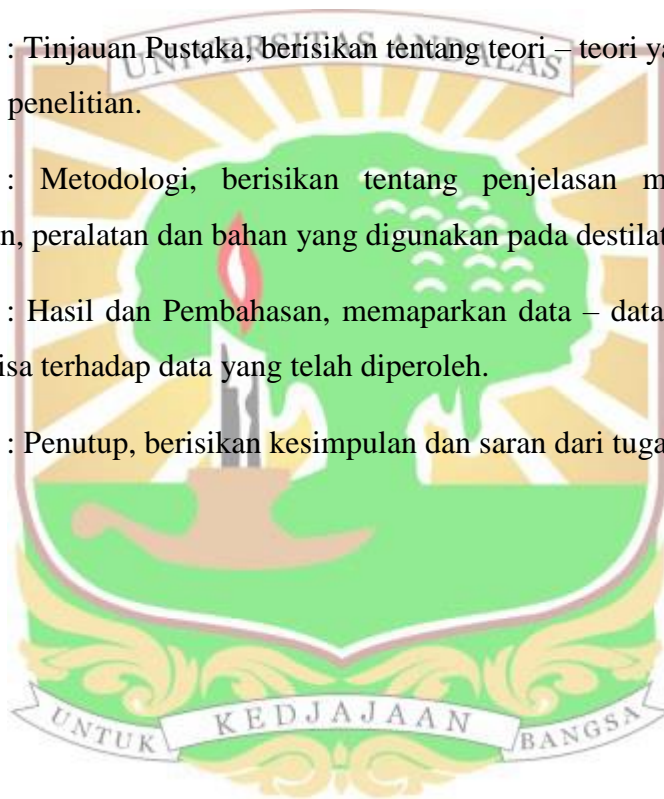 UNIVERSITAS ANDALAS
: Tinjauan Pustaka, berisikan tentang teori – teori ya
penelitian.
: Metodologi, berisikan tentang penjelasan m
n, peralatan dan bahan yang digunakan pada destilat
: Hasil dan Pembahasan, memaparkan data – data
isa terhadap data yang telah diperoleh.
: Penutup, berisikan kesimpulan dan saran dari tuga
UNTUK KEDJAJAAN BANGSA